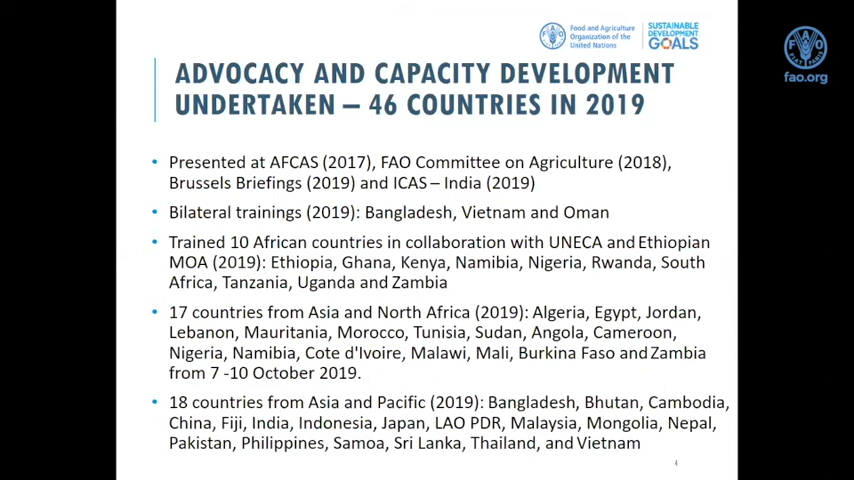 Food and Agriculture
Organization of the
United Nations
SUSTAINABLE
DEVELOPMENT
GOALS
FAO
FIAT PANIS
fao.org
ADVOCACY AND CAPACITY DEVELOPMENT
UNDERTAKEN – 46 COUNTRIES IN 2019
• Presented at AFCAS (2017), FAO Committee on Agriculture (2018),
Brussels Briefings (2019) and ICAS – India (2019)
• Bilateral trainings (2019): Bangladesh, Vietnam and Oman
• Trained 10 African countries in collaboration with UNECA and Ethiopian
MOA (2019): Ethiopia, Ghana, Kenya, Namibia, Nigeria, Rwanda, South
Africa, Tanzania, Uganda and Zambia
• 17 countries from Asia and North Africa (2019): Algeria, Egypt, Jordan,
Lebanon, Mauritania, Morocco, Tunisia, Sudan, Angola, Cameroon,
Nigeria, Namibia, Cote d'Ivoire, Malawi, Mali, Burkina Faso and Zambia
from 7 -10 October 2019.
• 18 countries from Asia and Pacific (2019): Bangladesh, Bhutan, Cambodia,
China, Fiji, India, Indonesia, Japan, LAO PDR, Malaysia, Mongolia, Nepal,
Pakistan, Philippines, Samoa, Sri Lanka, Thailand, and Vietnam
4